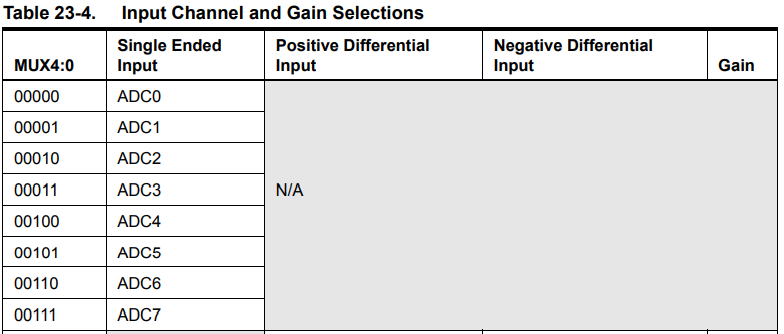 Table 23-4. Input Channel and Gain Selections
MUX4:0 Single Ended Input Positive Differential Input Negative Differential Input Gain
00000 ADC0
00001 ADC1
00010 ADC2
00011 ADC3 N/A
00100 ADC4
00101 ADC5
00110 ADC6
00111 ADC7